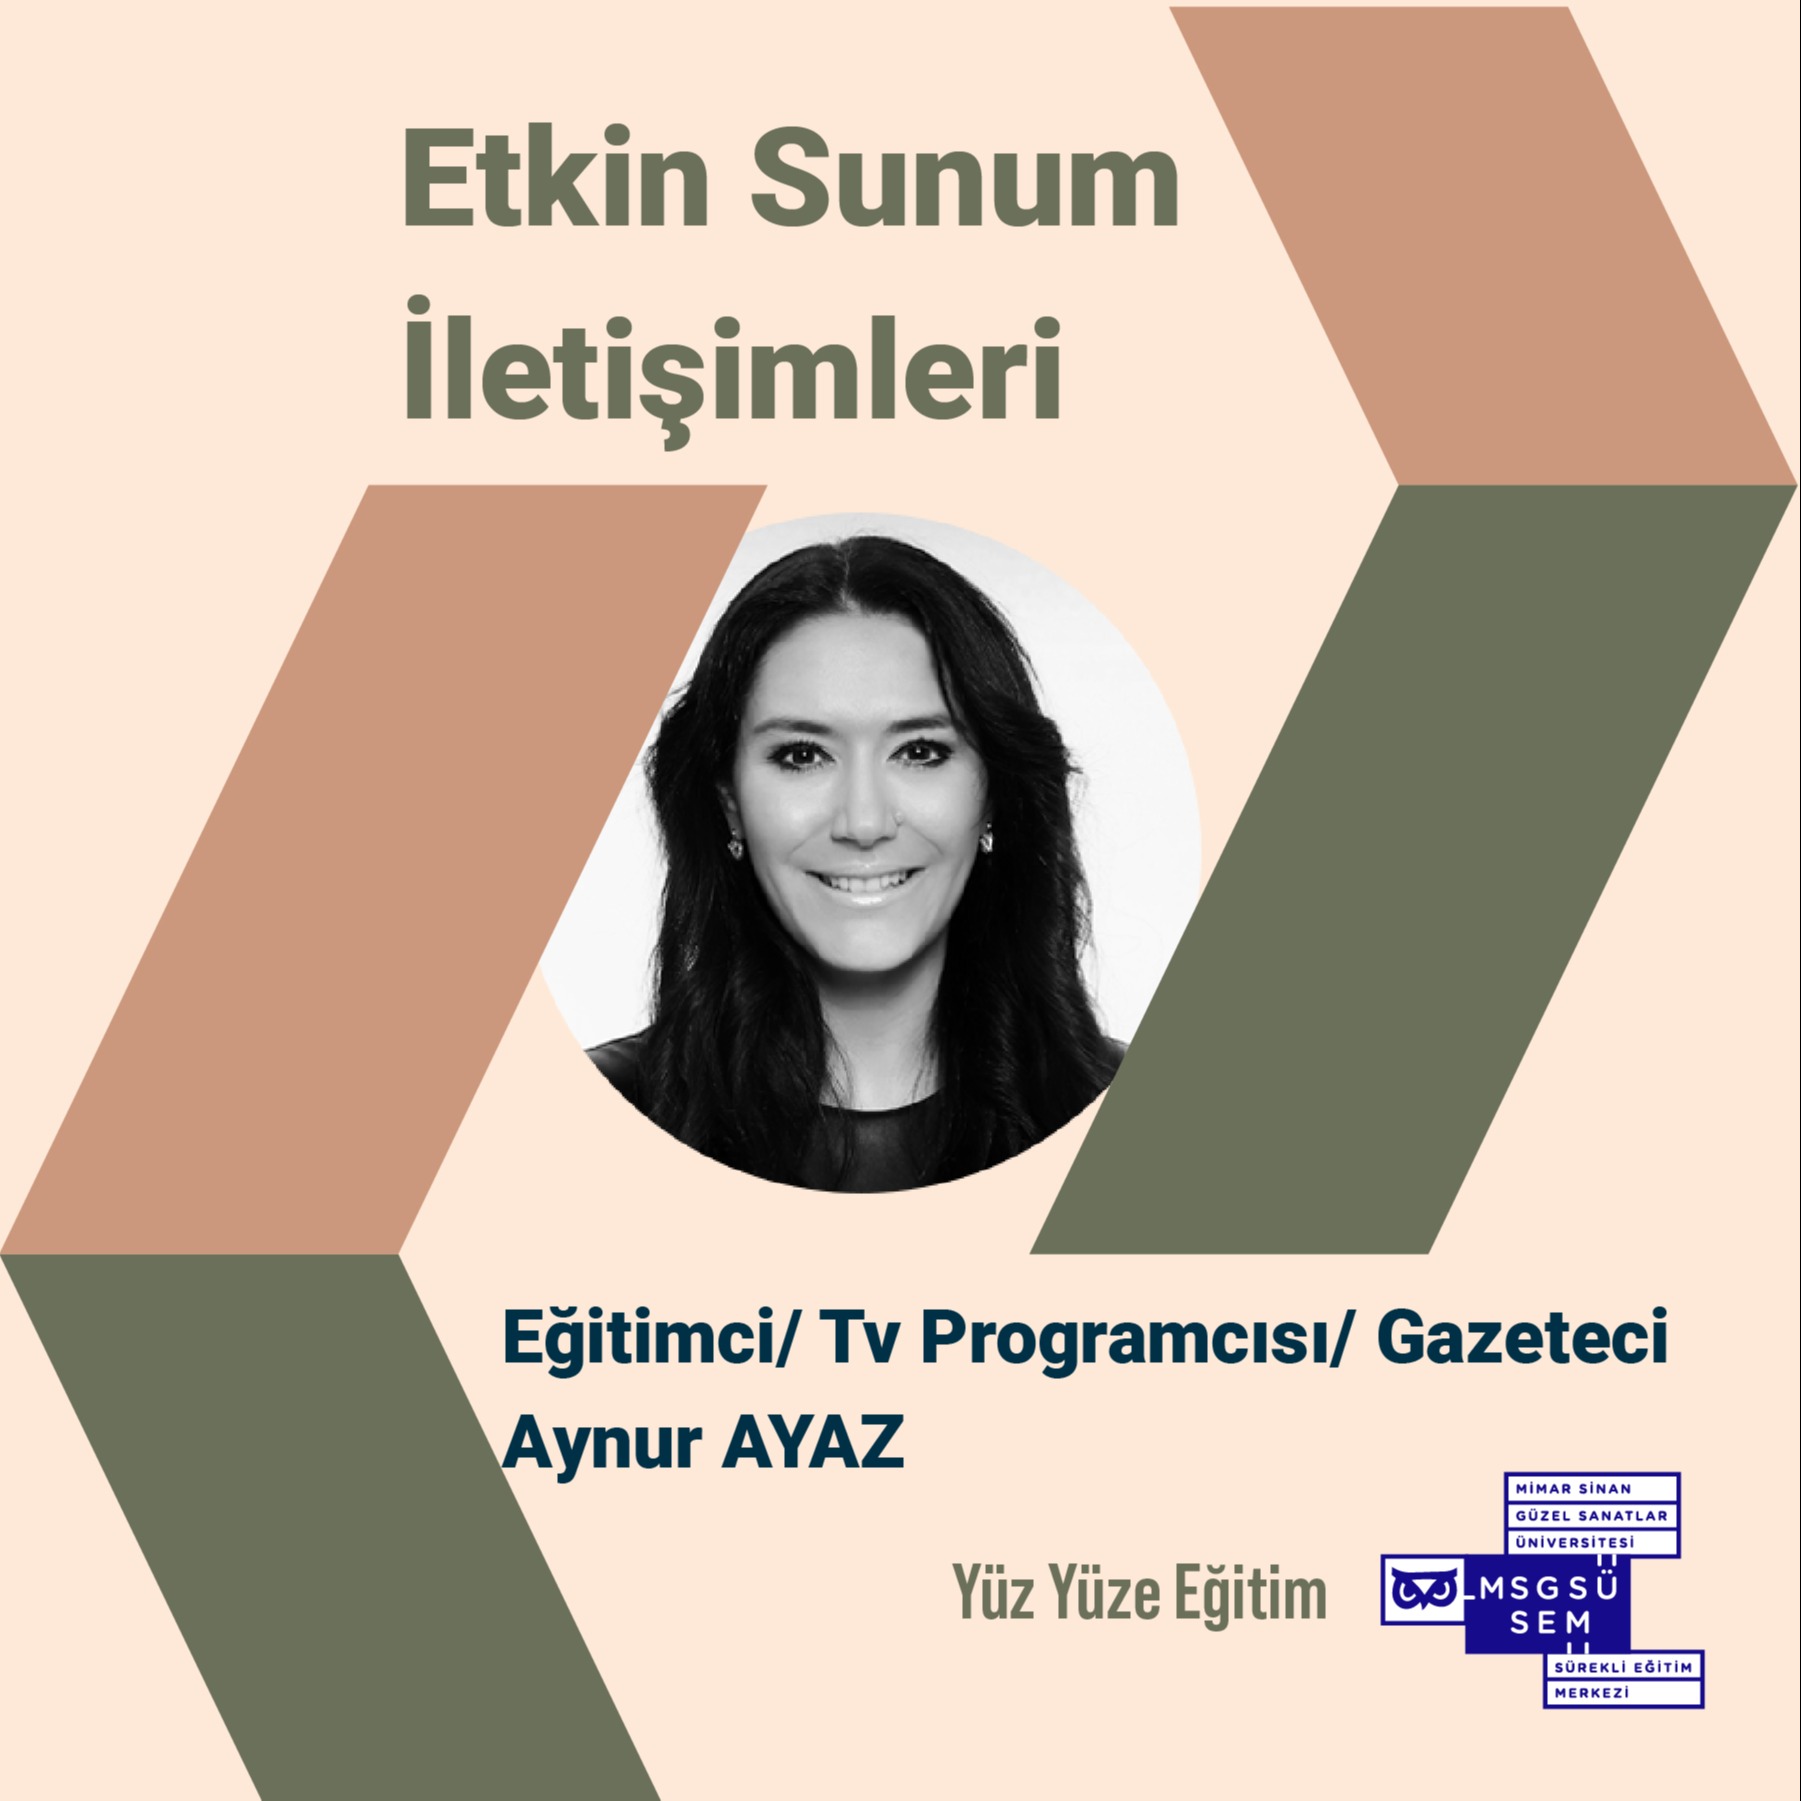 Etkin Sunum
İletişimleri
Eğitimci/ Tv Programcısı/ Gazeteci
Aynur AYAZ
Yüz Yüze Eğitim
MİMAR SİNAN
GÜZEL SANATLAR
ÜNİVERSİTESİ
MSGSÜ
SEM
SÜREKLİ EĞİTİM
MERKEZİ